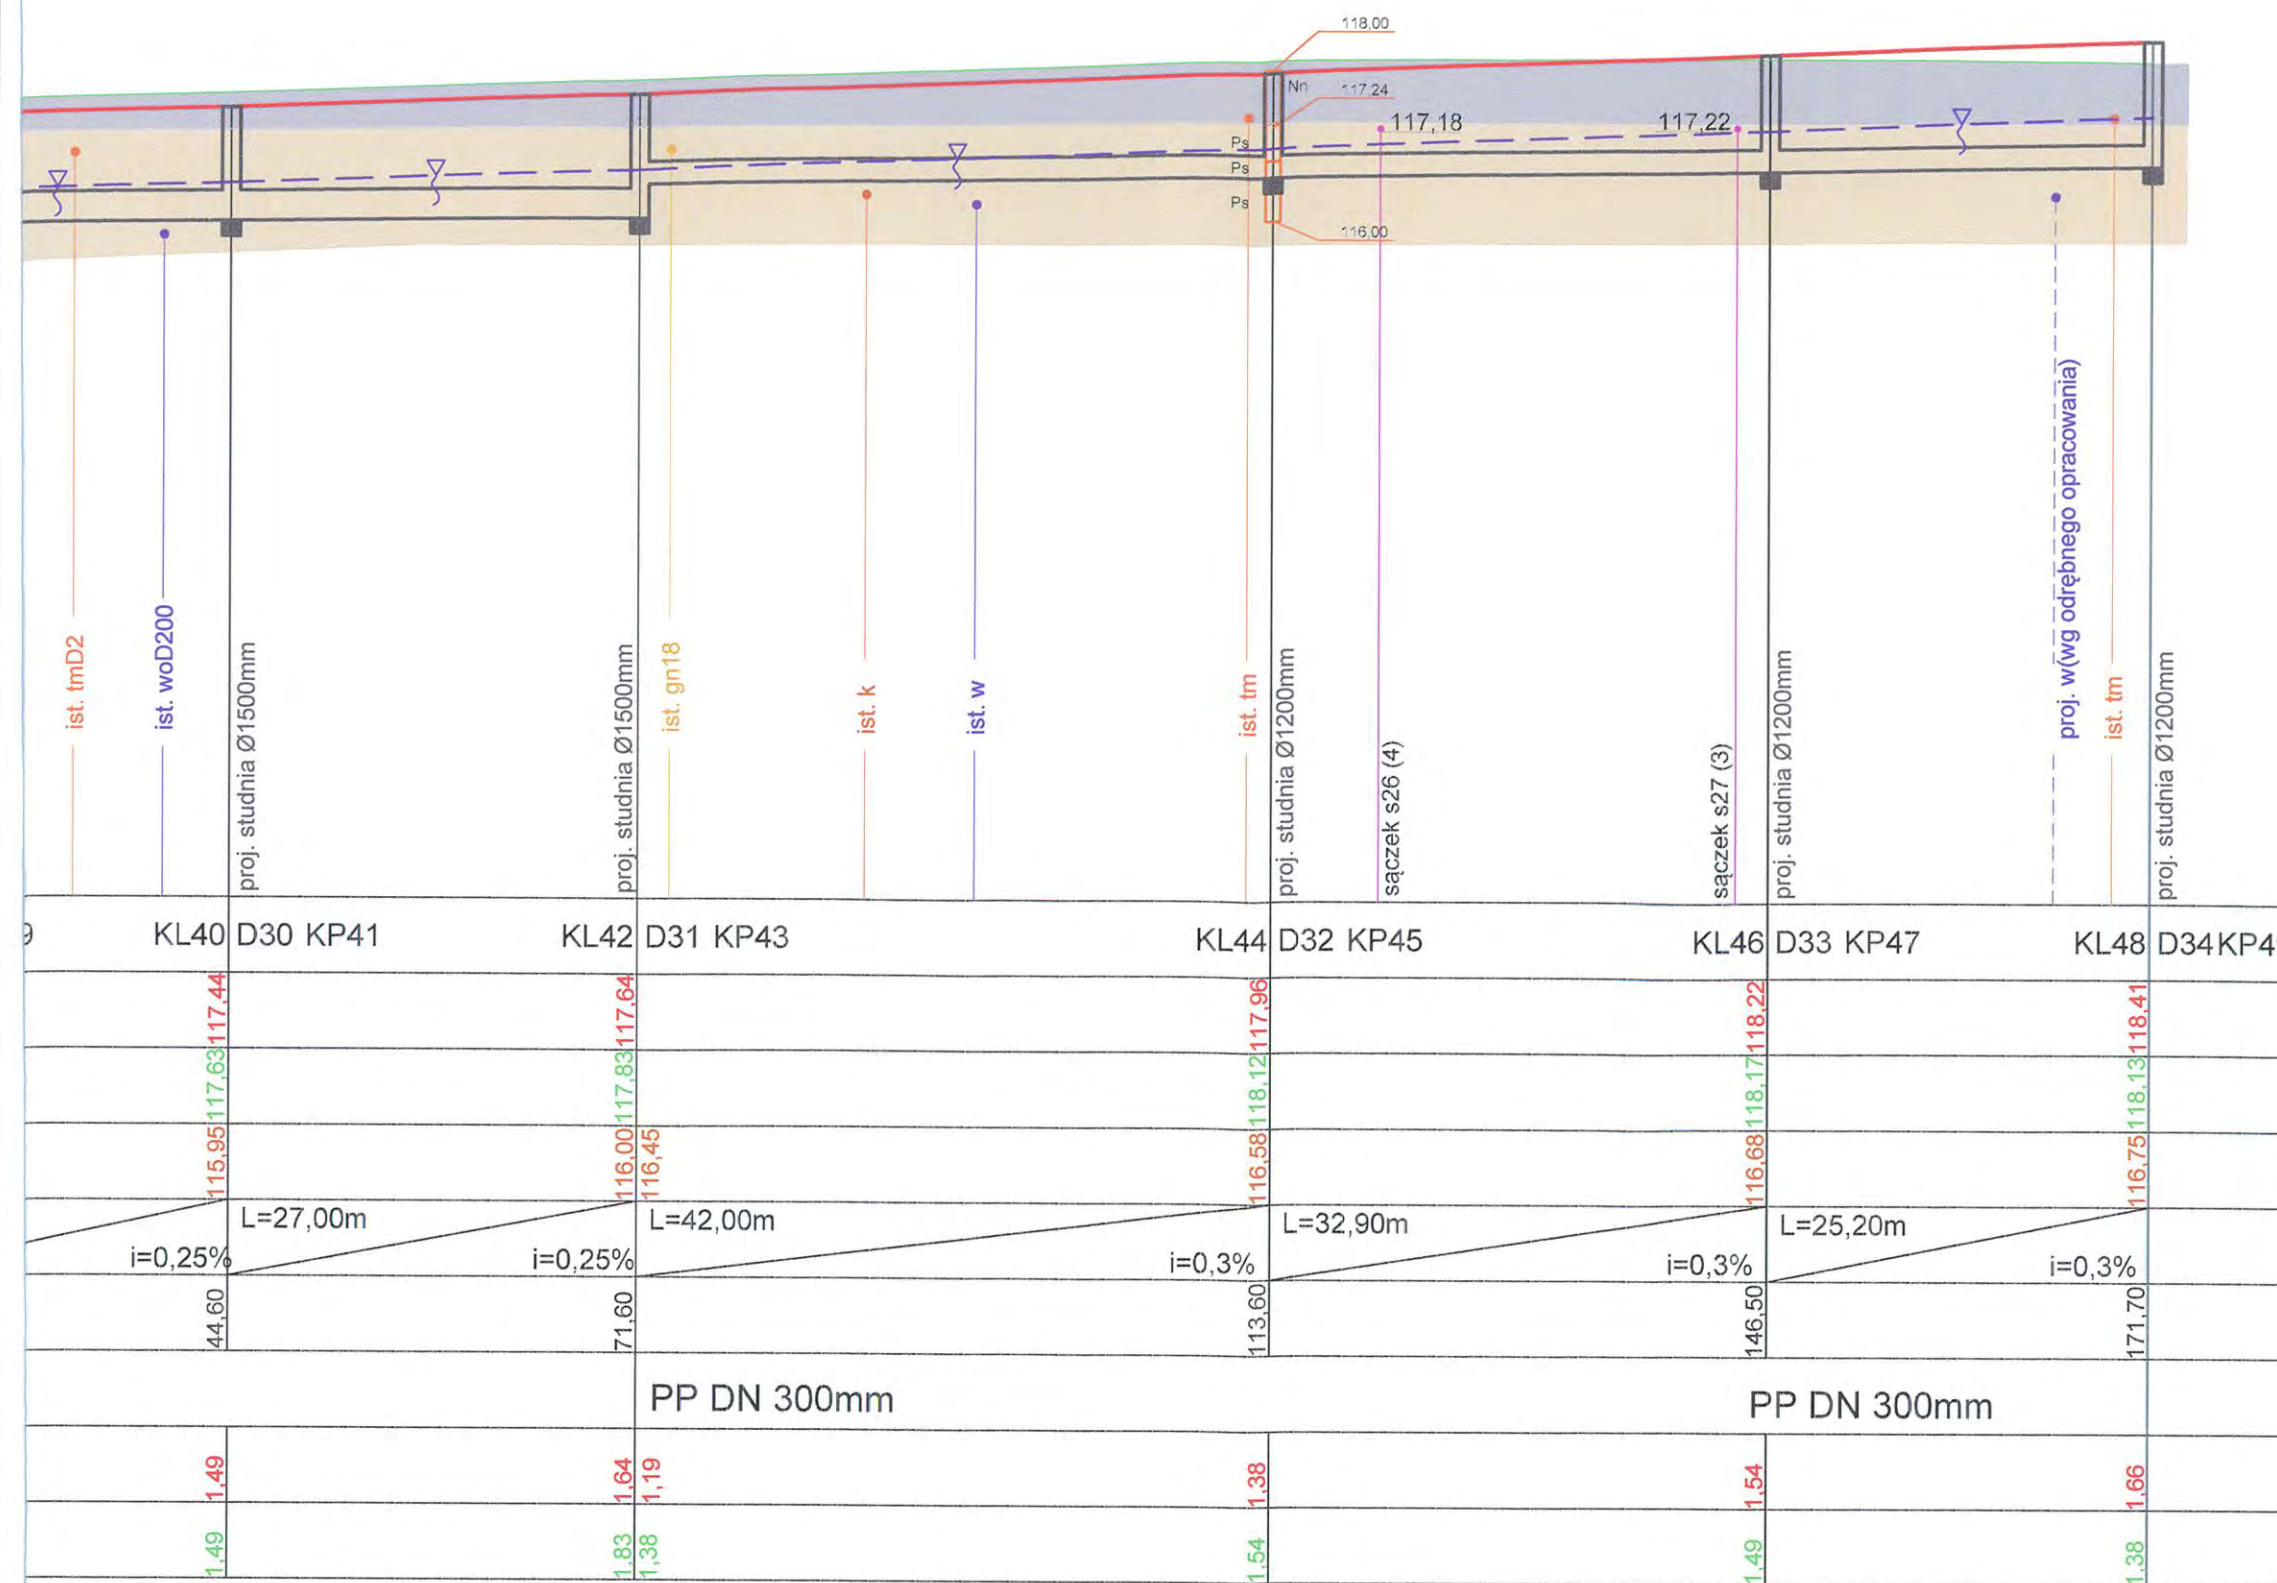 118,00
Nn
117,24
117,18
117,22
Ps
Ps
Ps
116,00
ist. tmD2
ist. woD200
proj. studnia Ø1500mm
proj. studnia Ø1500mm
ist. gn18
ist. k
ist. w
ist. tm
proj. studnia Ø1200mm
sączek s26 (4)
sączek s27 (3)
proj. studnia Ø1200mm
proj. w(wg odrębnego opracowania)
ist. tm
proj. studnia Ø1200mm
9 KL40 D30 KP41 KL42 D31 KP43 KL44 D32 KP45 KL46 D33 KP47 KL48 D34 KP4
117,44 117,64 117,96 118,22 118,41
117,63 117,83 118,12 118,17 118,13
115,95 116,00 116,45 116,58 116,68 116,75
L=27,00m L=42,00m L=32,90m L=25,20m
i=0,25% i=0,25% i=0,3% i=0,3% i=0,3%
44,60 71,60 113,60 146,50 171,70
PP DN 300mm PP DN 300mm
1,49 1,64 1,19 1,38 1,54 1,66
1,49 1,83 1,38 1,54 1,49 1,38